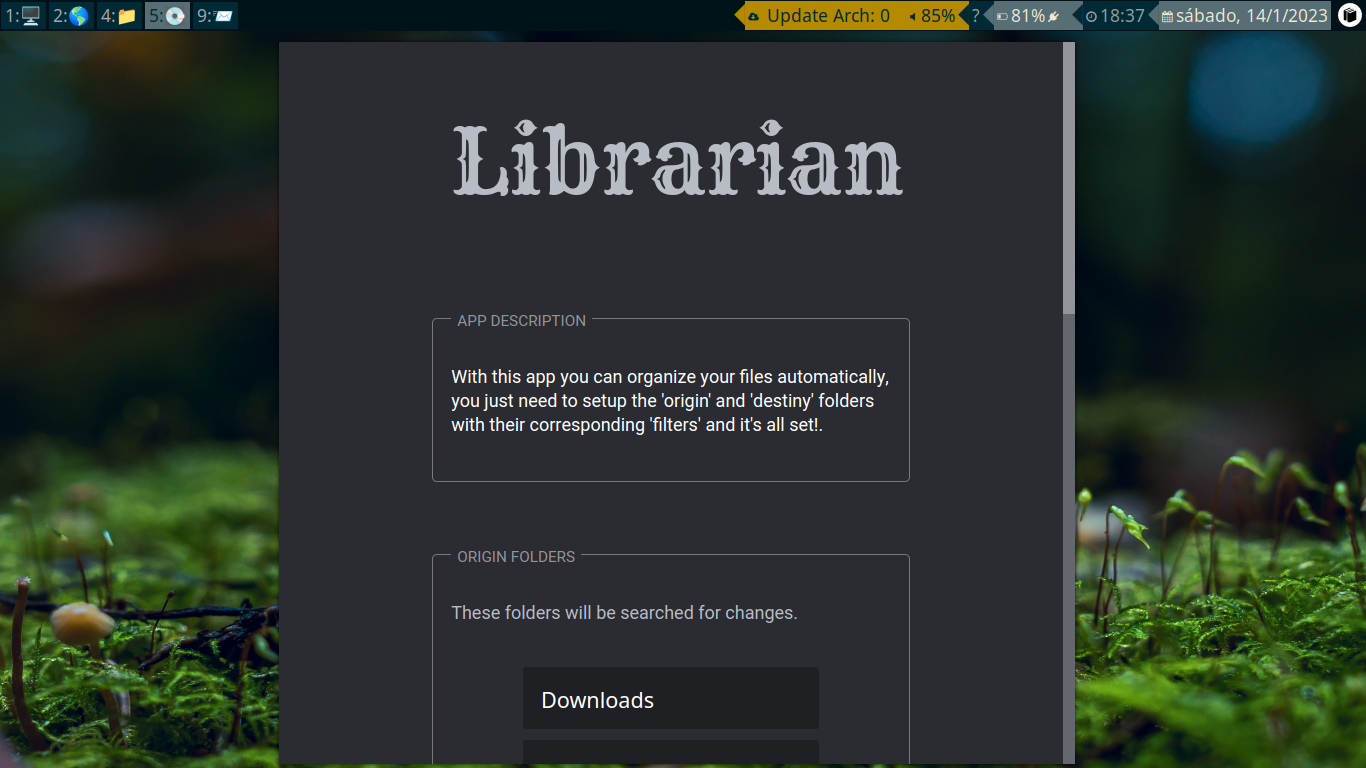 1:🖥️ 2:🌎 4:📁 5:💿 9:📨 Update Arch: 0 85% ? 81% 18:37 sábado, 14/1/2023
Librarian
APP DESCRIPTION
With this app you can organize your files automatically,
you just need to setup the 'origin' and 'destiny' folders
with their corresponding 'filters' and it's all set!.
ORIGIN FOLDERS
These folders will be searched for changes.
Downloads